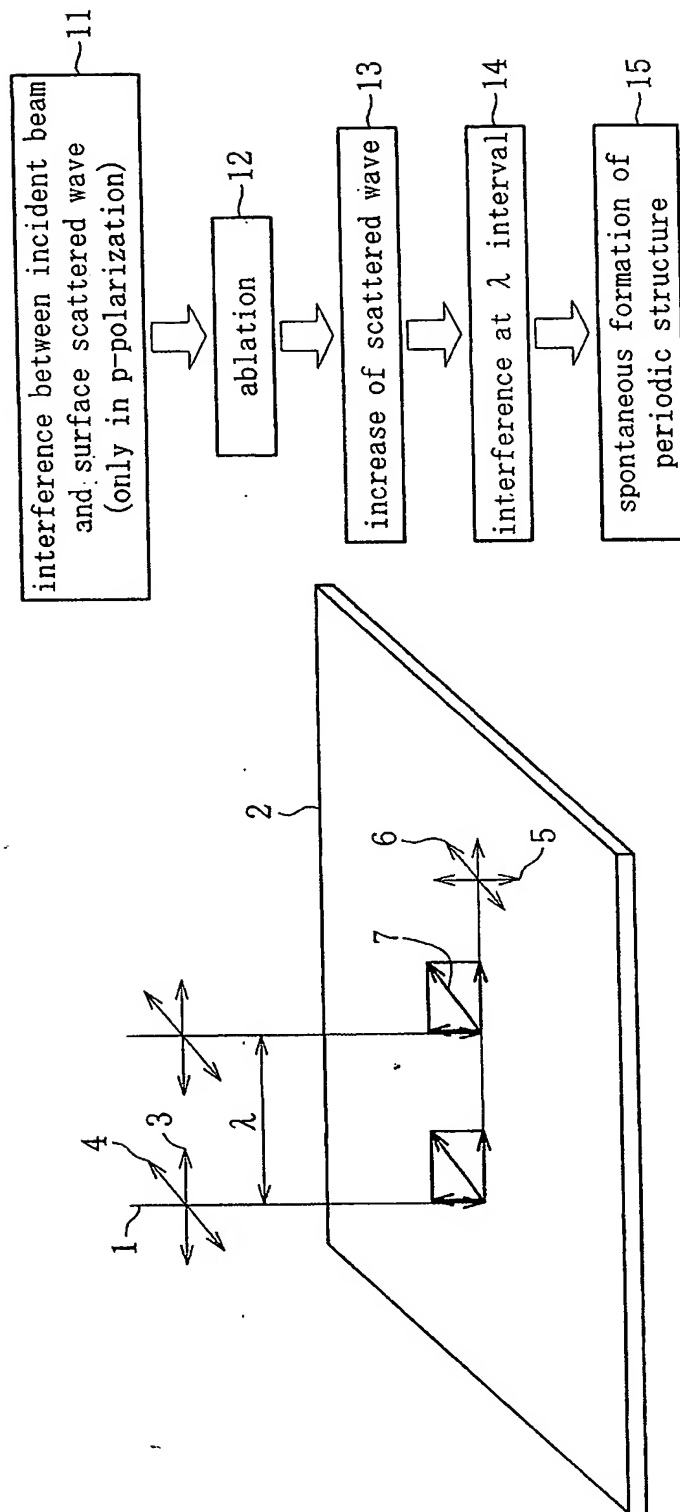 interference between incident beam
and surface scattered wave
(only in p-polarization)
11
ablation
12
increase of scattered wave
13
interference at λ interval
14
spontaneous formation of
periodic structure
15
1
4
3
λ
2
7
6
5